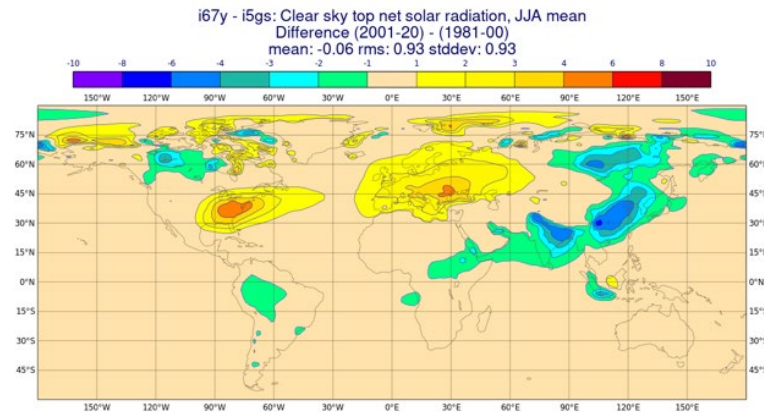 i67y - i5gs: Clear sky top net solar radiation, JJA mean
Difference (2001-20) - (1981-00)
mean: -0.06 rms: 0.93 stddev: 0.93
-10 -8 -6 -4 -2 -1 1 2 3 4 6 8 10
150°W 120°W 90°W 60°W 30°W 0°E 30°E 60°E 90°E 120°E 150°E
75°N 75°N
60°N 60°N
45°N 45°N
30°N 30°N
15°N 15°N
0°N 0°N
15°S 15°S
30°S 30°S
45°S 45°S
150°W 120°W 90°W 60°W 30°W 0°E 30°E 60°E 90°E 120°E 150°E